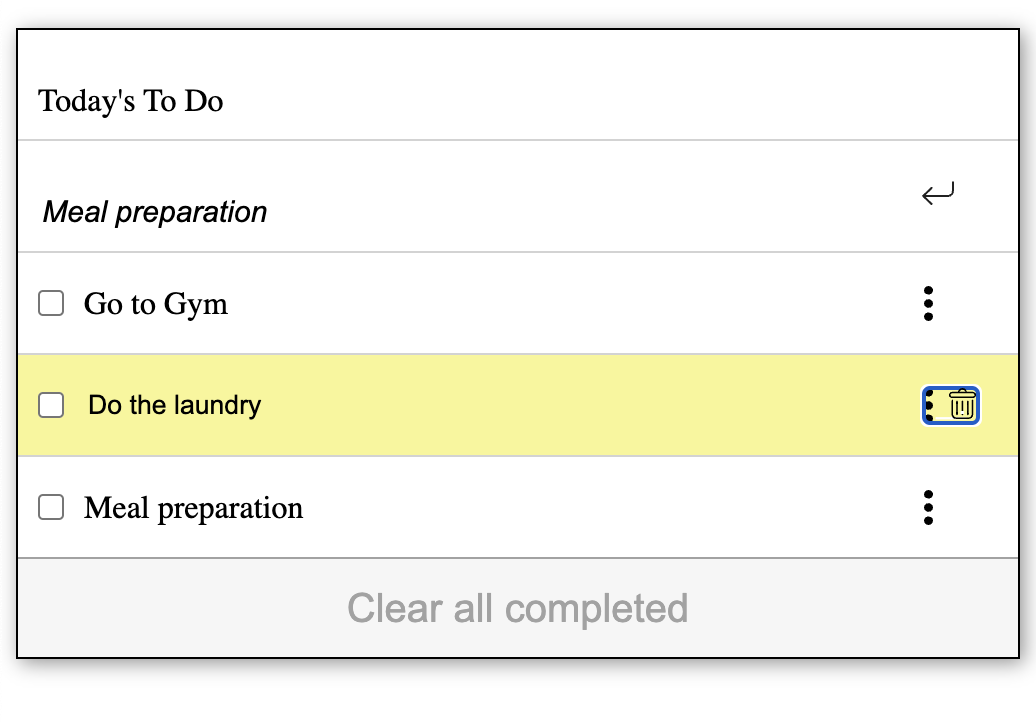 Today's To Do
Meal preparation
Go to Gym
Do the laundry
Meal preparation
Clear all completed